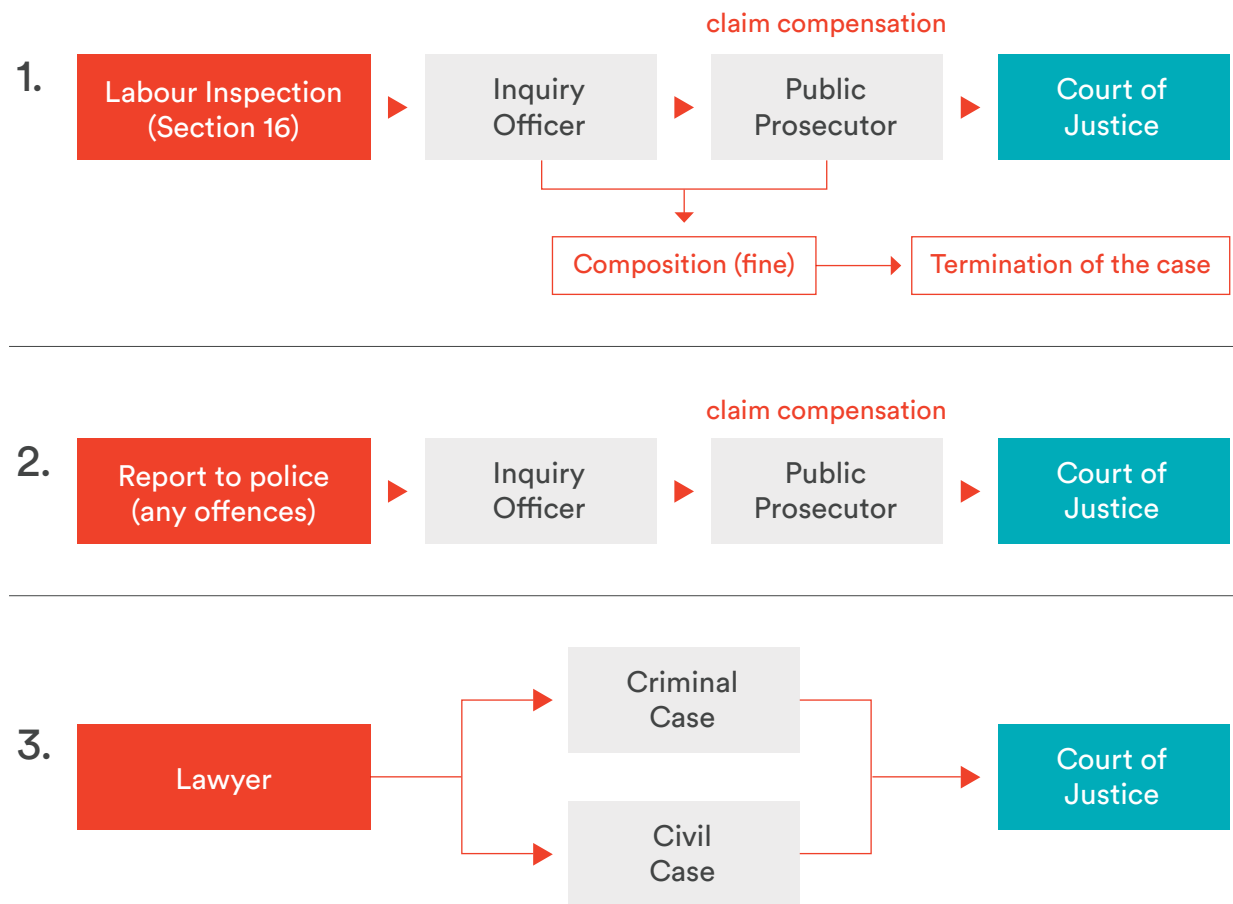 claim compensation
1.
Labour Inspection
(Section 16)
Inquiry
Officer
Public
Prosecutor
Court of
Justice
Composition (fine)
Termination of the case
claim compensation
2.
Report to police
(any offences)
Inquiry
Officer
Public
Prosecutor
Court of
Justice
3.
Lawyer
Criminal
Case
Civil
Case
Court of
Justice